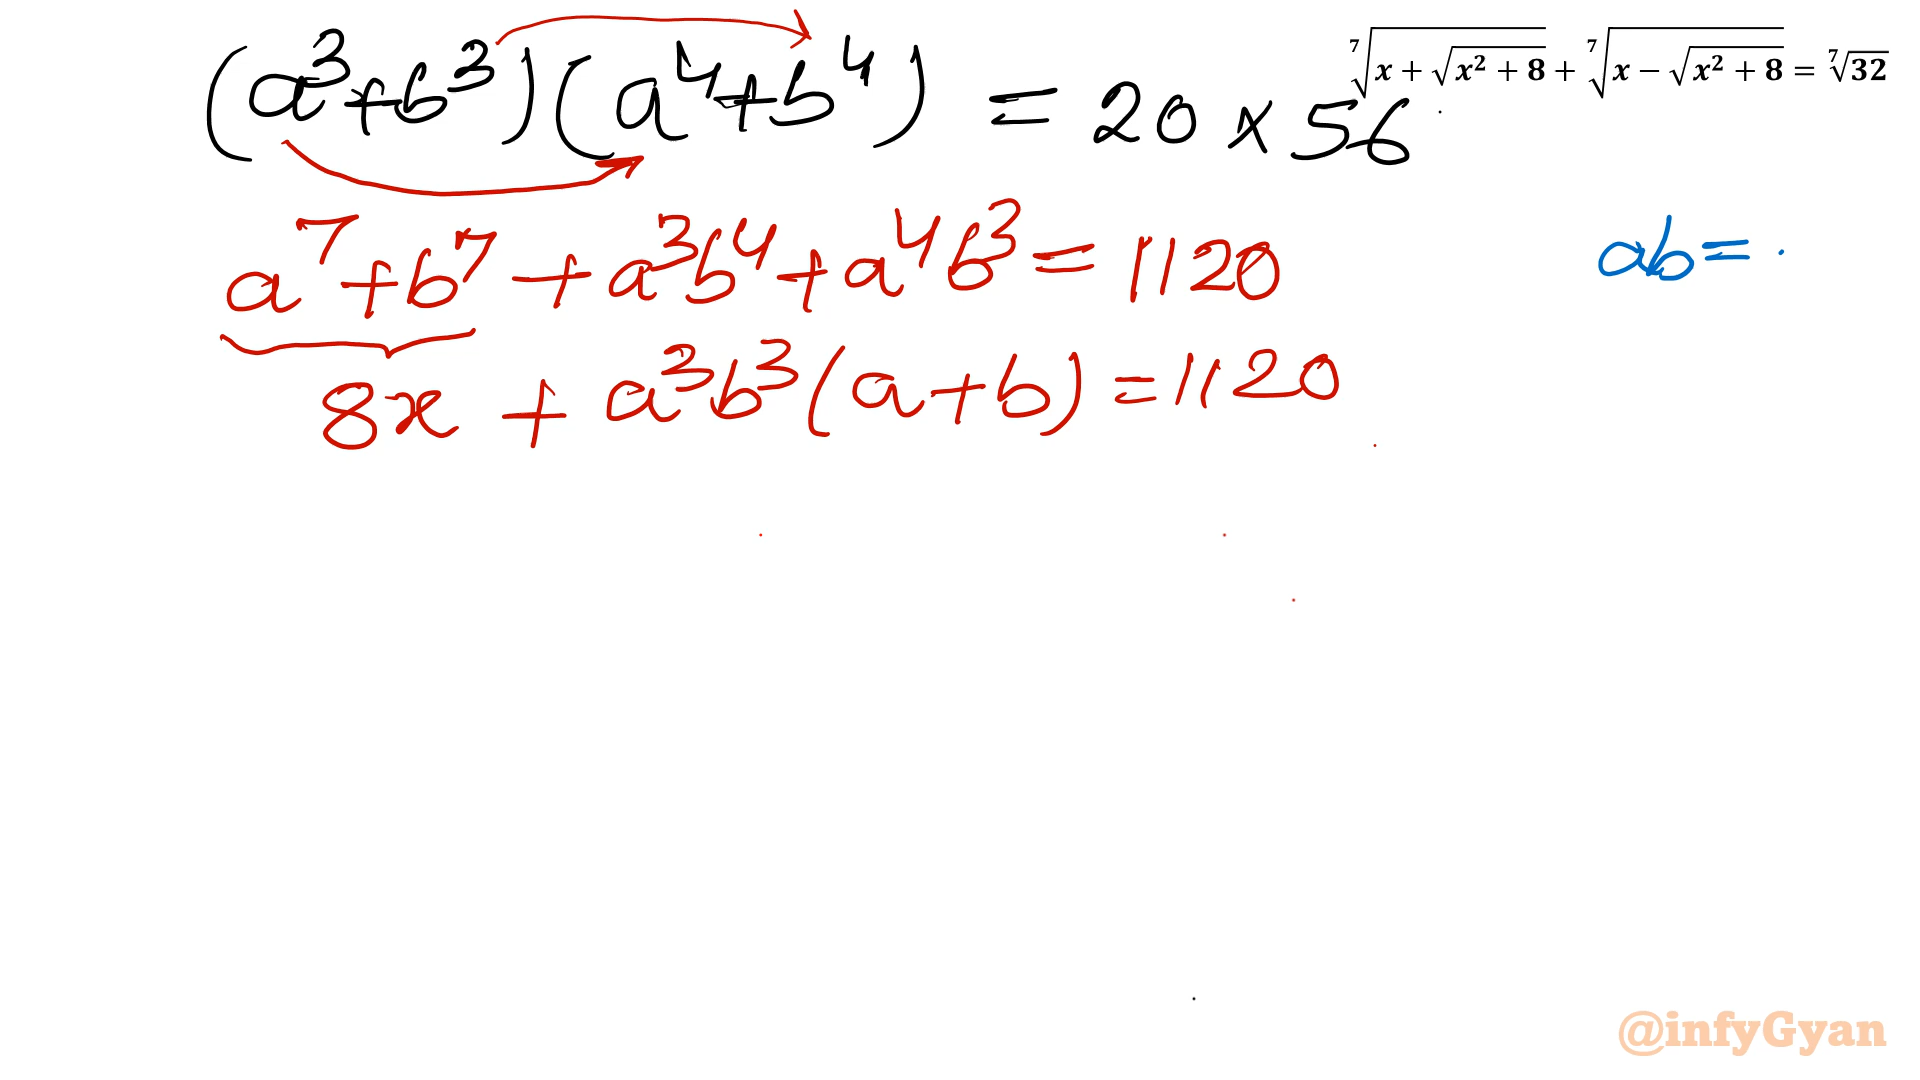 (a³+b³)(a⁴+b⁴) = 20 × 56
⁷√(x + √(x² + 8)) + ⁷√(x − √(x² + 8)) = ⁷√32
a⁷+b⁷ + a³b⁴ + a⁴b³ = 1120
ab = ·
8x + a³b³(a+b) = 1120
@infyGyan